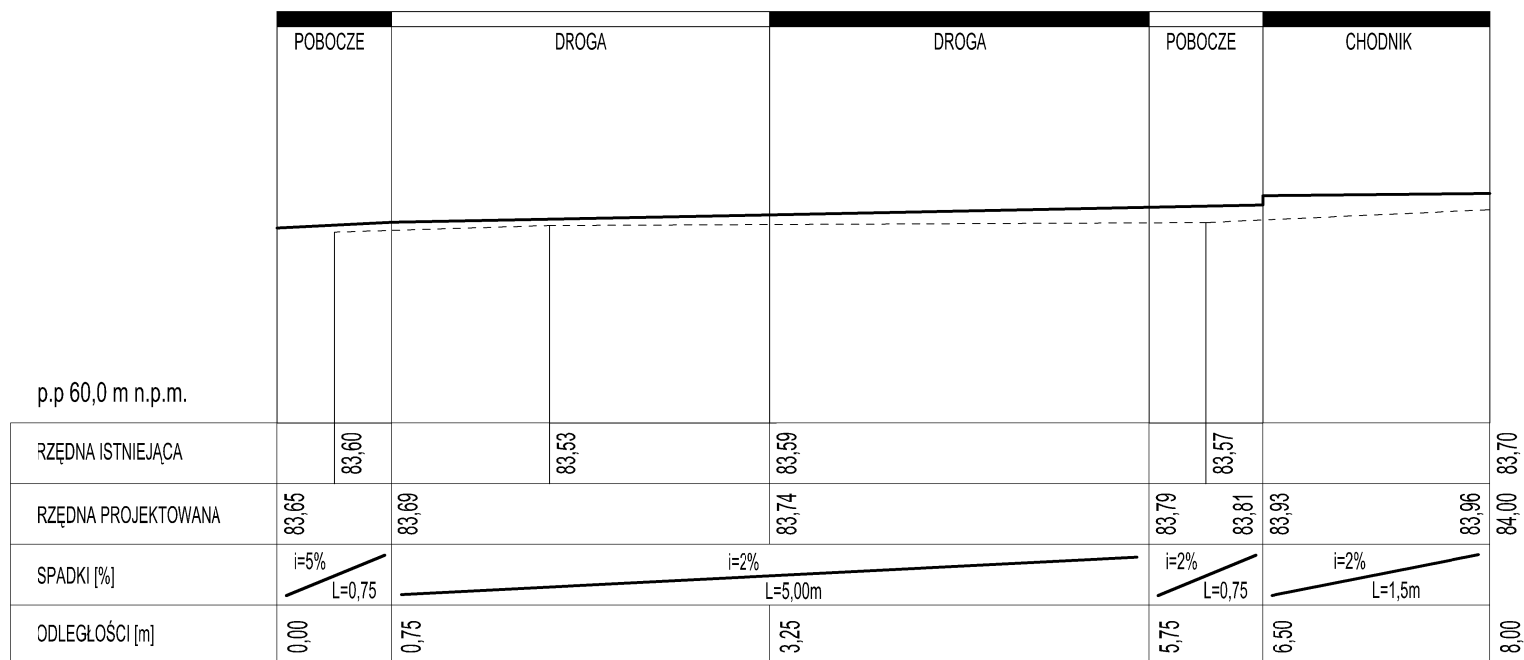 POBOCZE DROGA DROGA POBOCZE CHODNIK
p.p 60,0 m n.p.m.
RZĘDNA ISTNIEJĄCA 83,60 83,53 83,59 83,57 83,70
RZĘDNA PROJEKTOWANA 83,65 83,69 83,74 83,79 83,81 83,93 83,96 84,00
SPADKI [%] i=5% L=0,75 i=2% L=5,00m i=2% L=0,75 i=2% L=1,5m
ODLEGŁOŚCI [m] 0,00 0,75 3,25 5,75 6,50 8,00